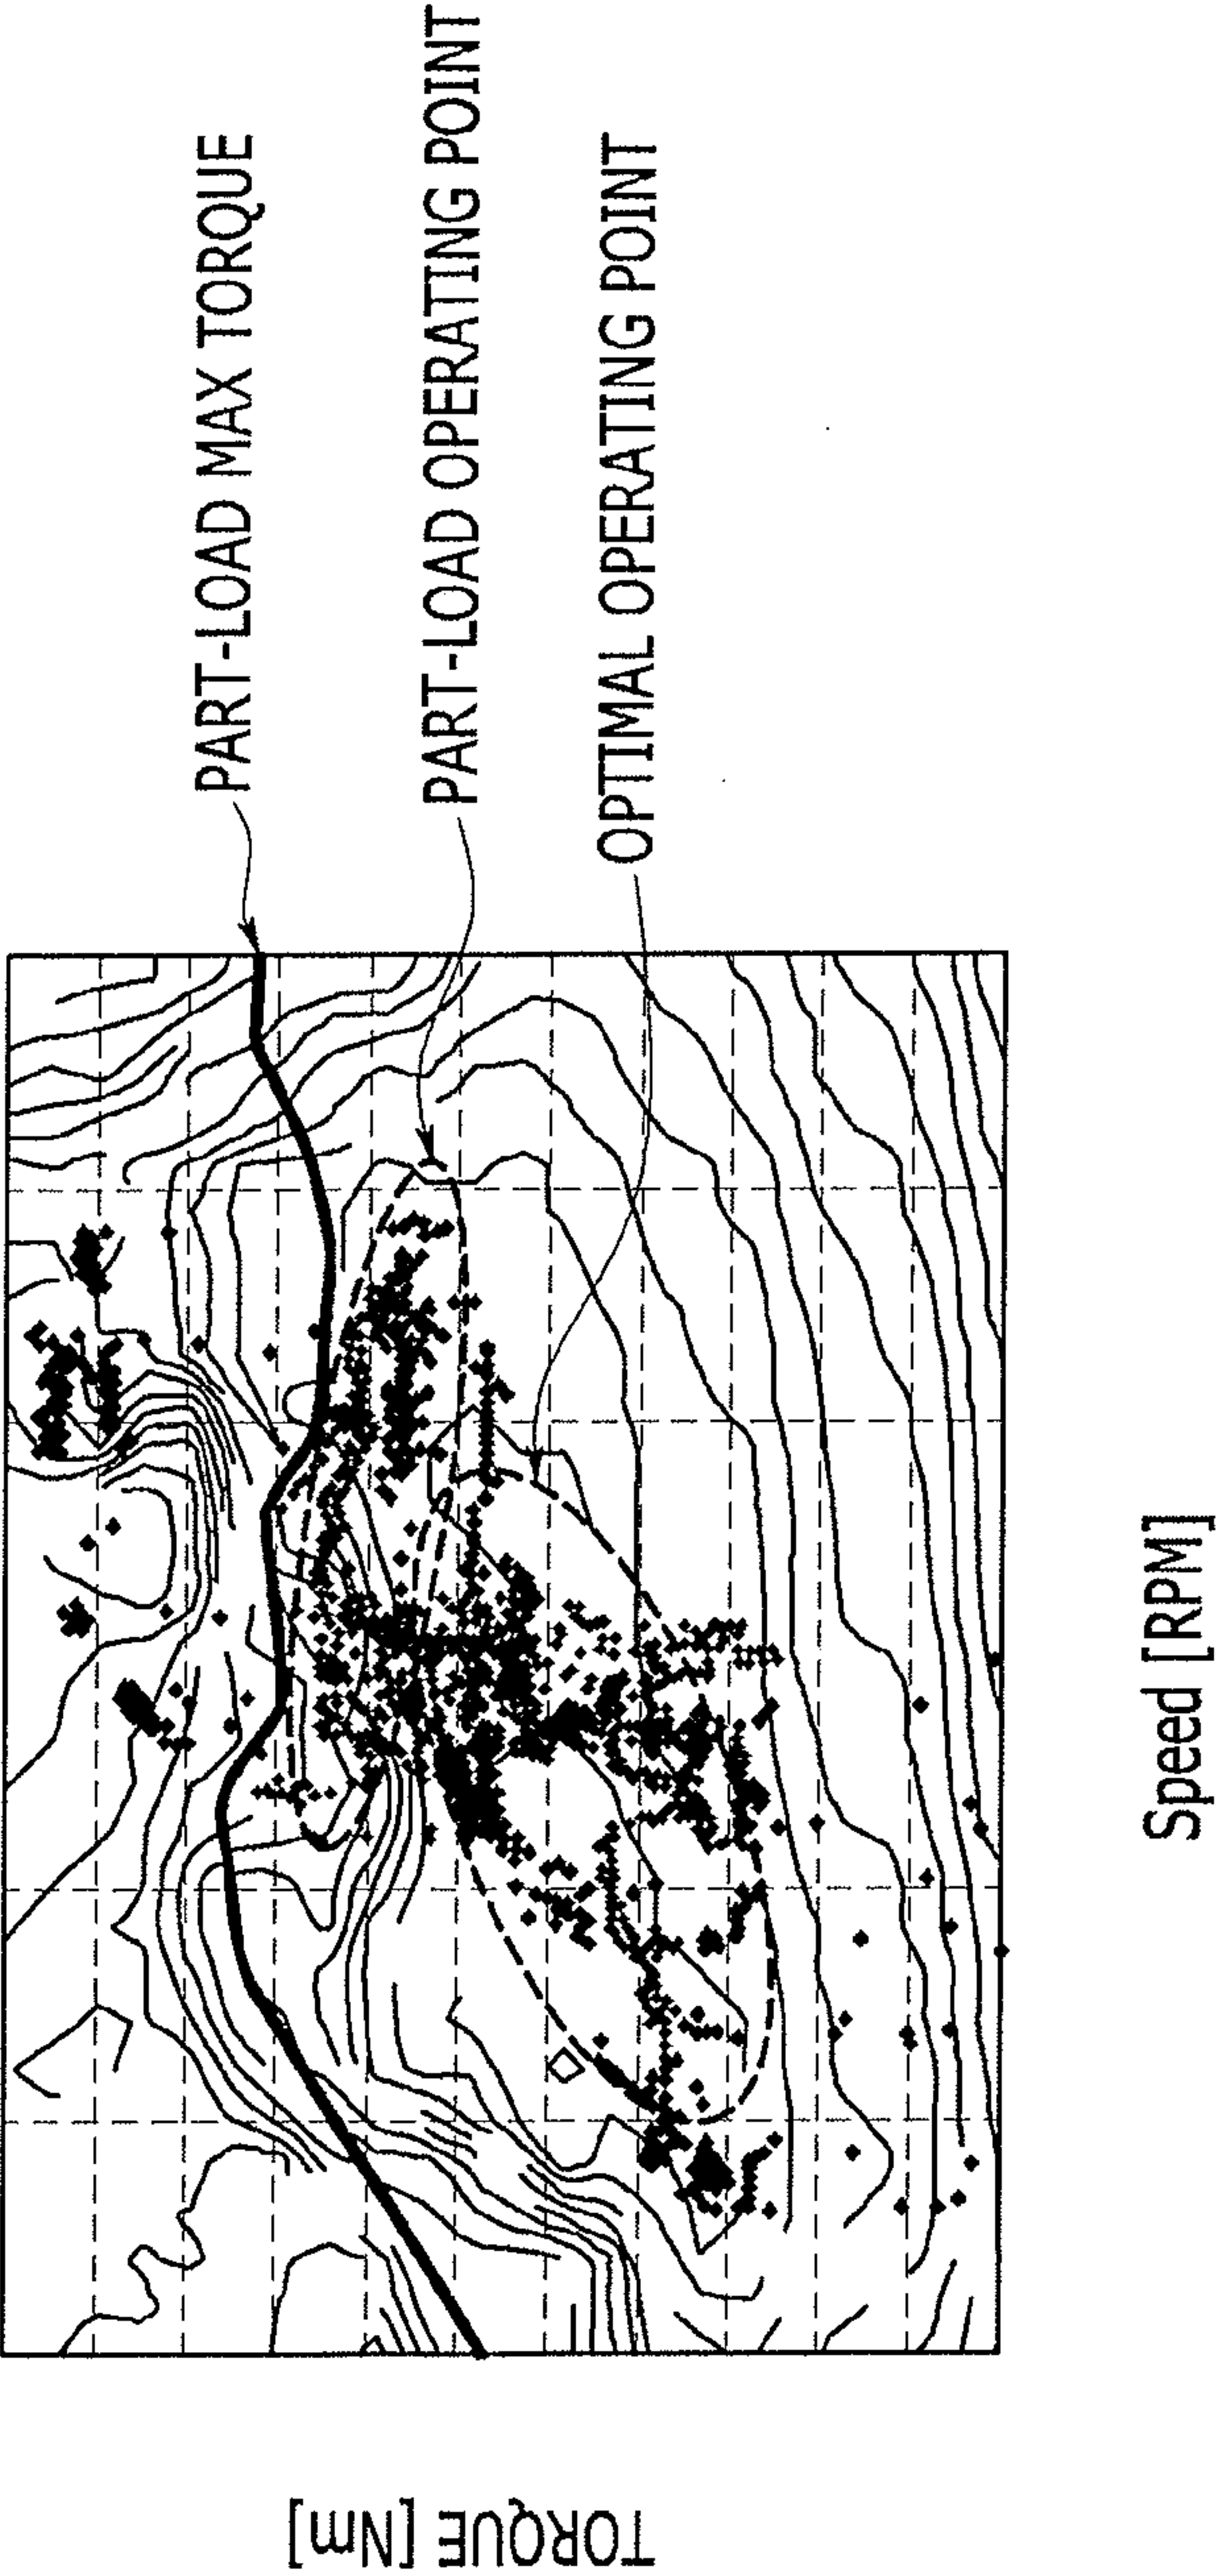 PART-LOAD MAX TORQUE
PART-LOAD OPERATING POINT
OPTIMAL OPERATING POINT
Speed [RPM]
TORQUE [Nm]